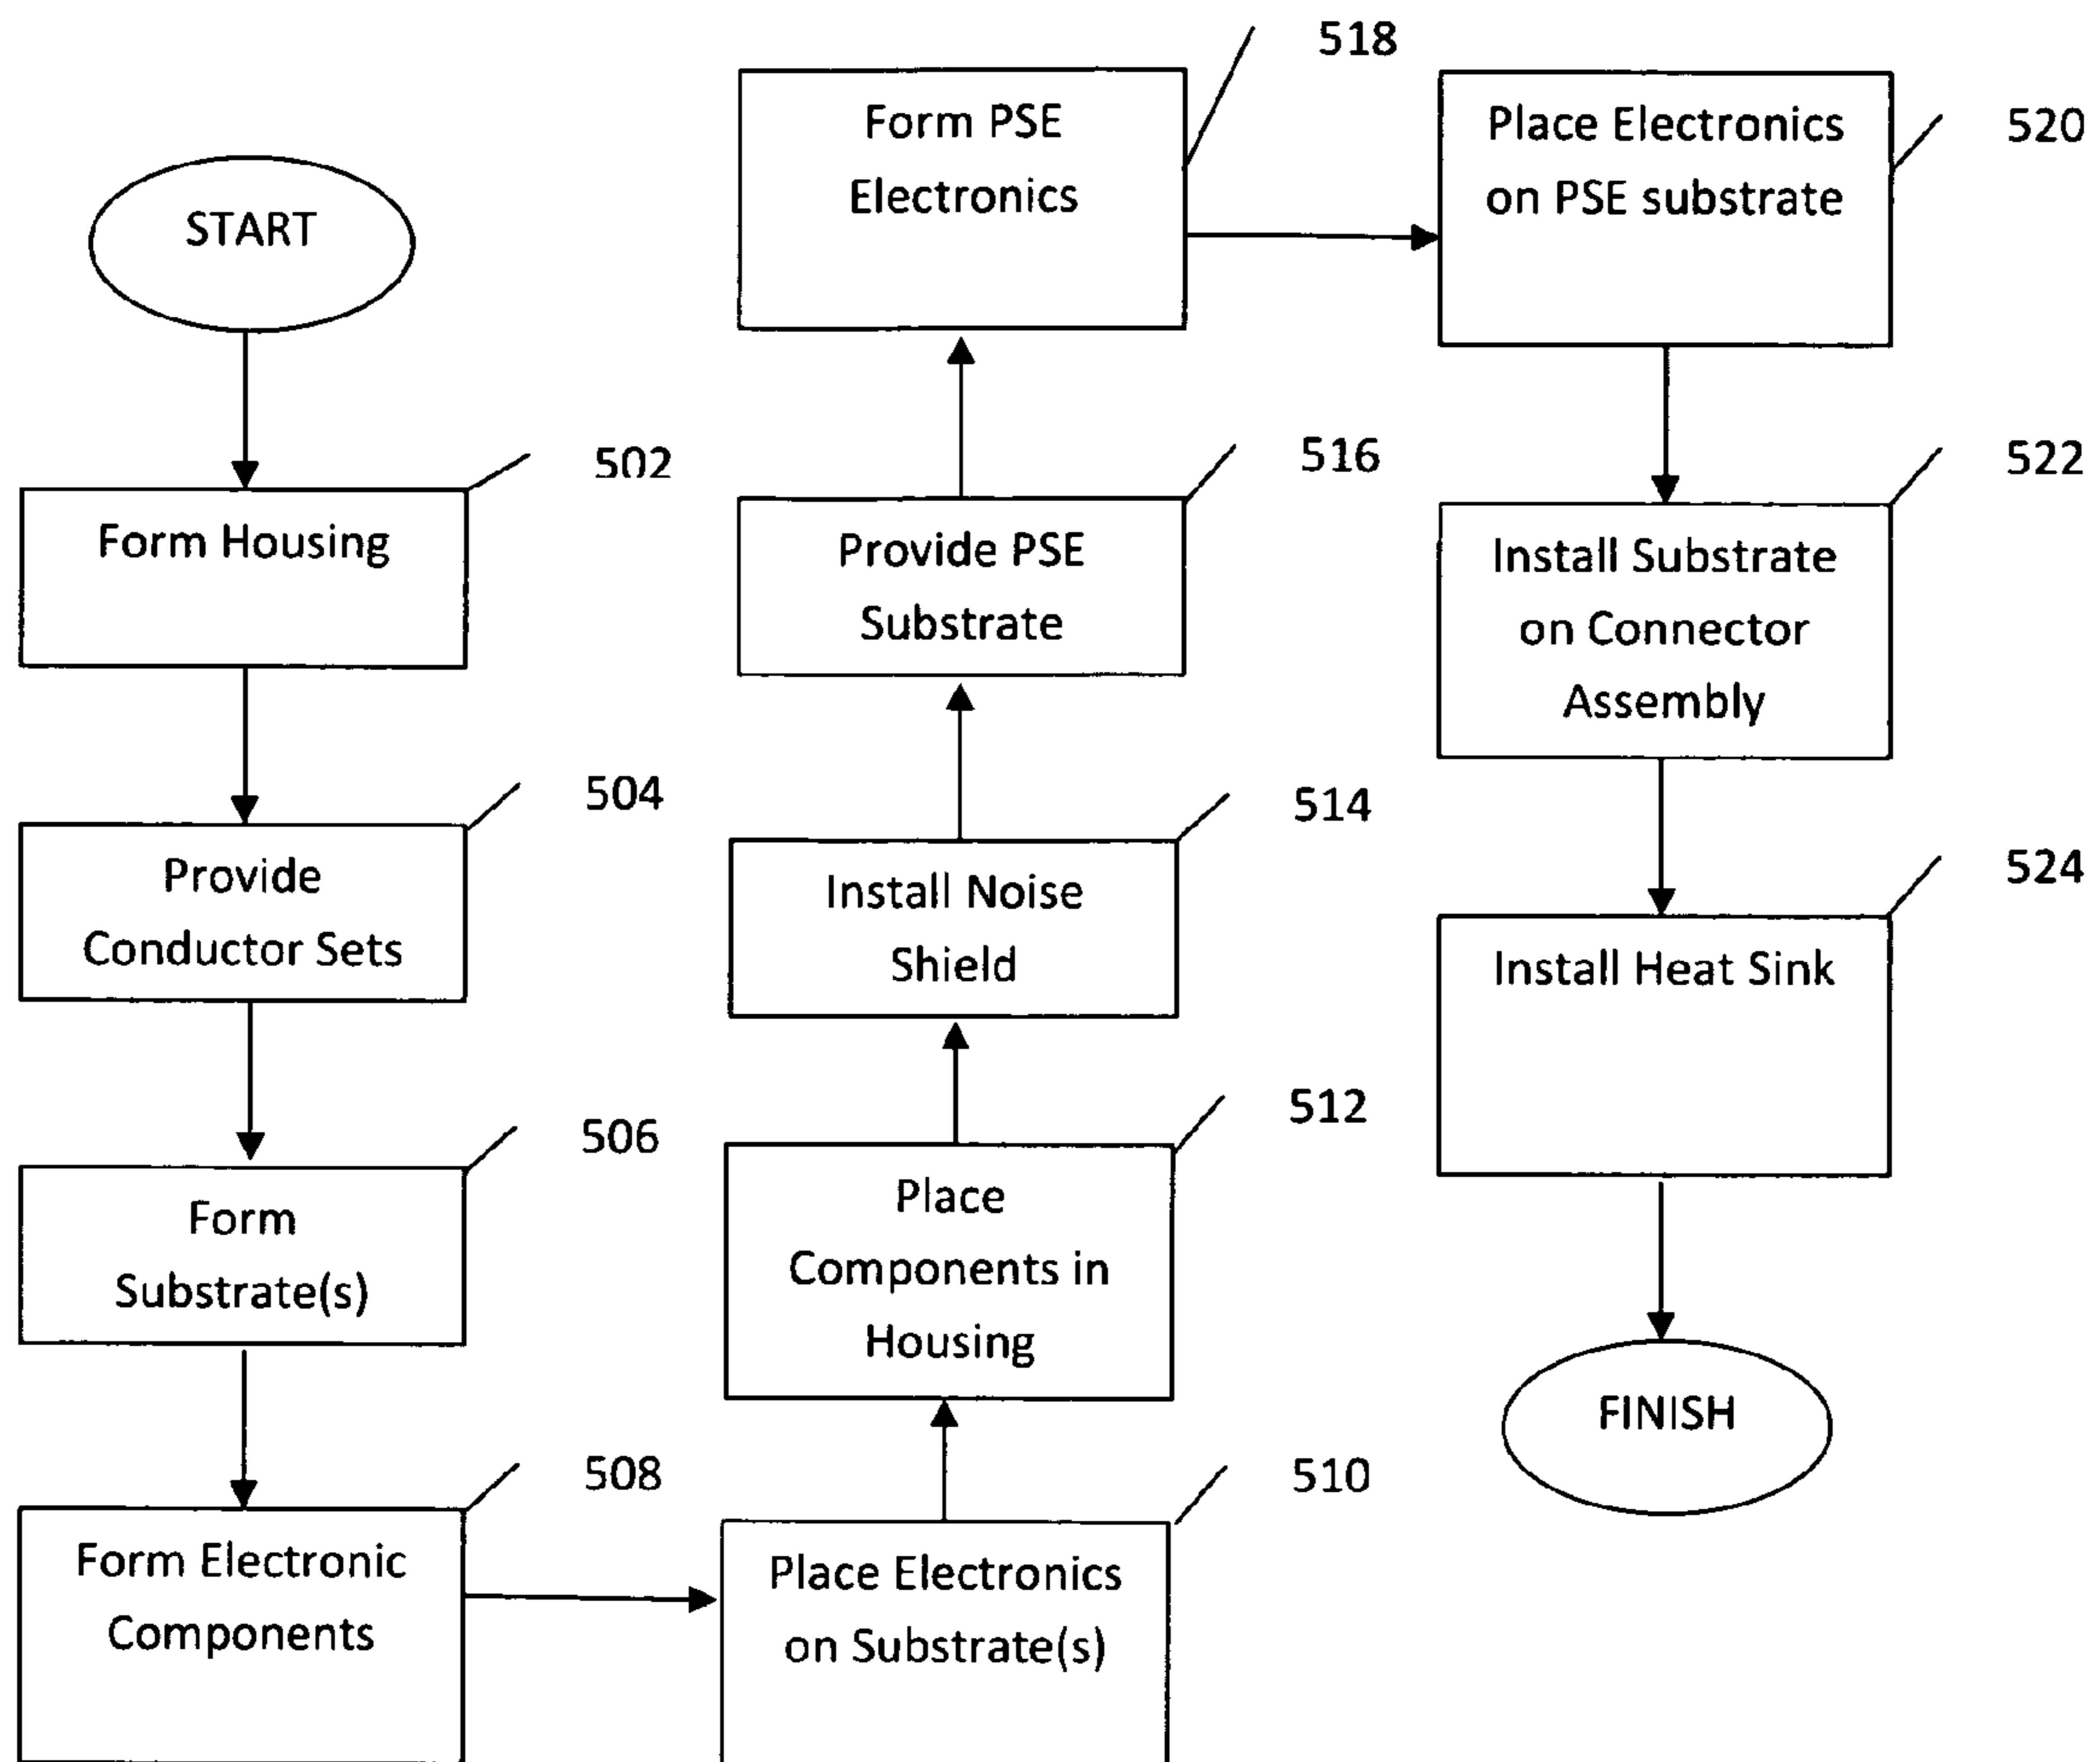 START
502
Form Housing
504
Provide
Conductor Sets
506
Form
Substrate(s)
508
Form Electronic
Components
510
Place Electronics
on Substrate(s)
512
Place
Components in
Housing
514
Install Noise
Shield
516
Provide PSE
Substrate
518
Form PSE
Electronics
520
Place Electronics
on PSE substrate
522
Install Substrate
on Connector
Assembly
524
Install Heat Sink
FINISH